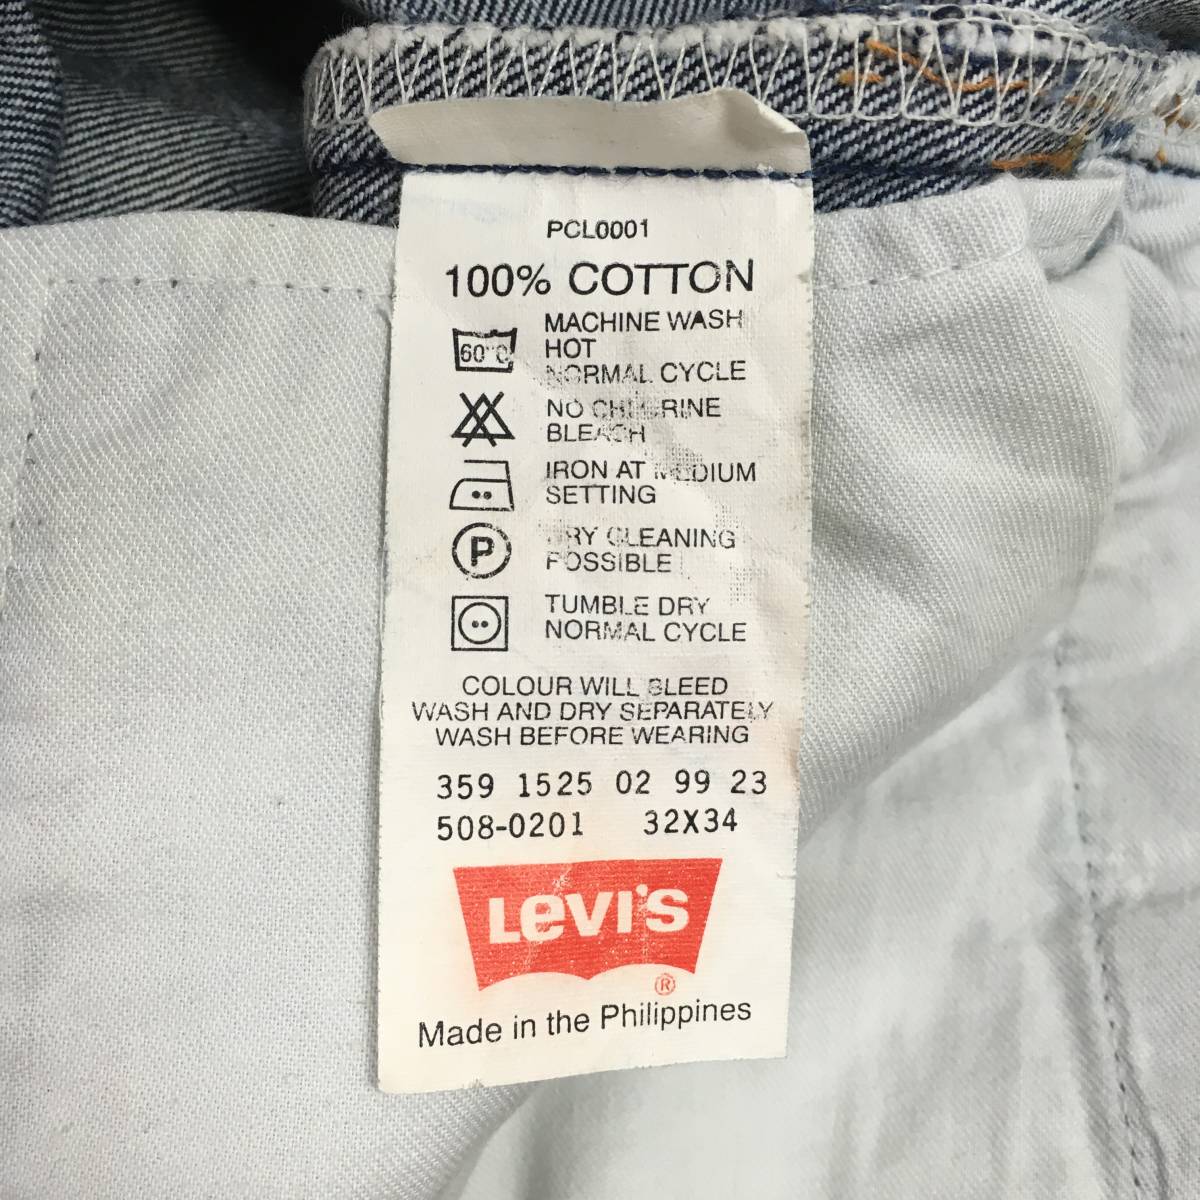 PCL0001
100% COTTON
60°C
MACHINE WASH
HOT
NORMAL CYCLE
NO CHLORINE
BLEACH
IRON AT MEDIUM
SETTING
P
DRY CLEANING
POSSIBLE
TUMBLE DRY
NORMAL CYCLE
COLOUR WILL BLEED
WASH AND DRY SEPARATELY
WASH BEFORE WEARING
359 1525 02 99 23
508-0201 32X34
LEVI'S
®
Made in the Philippines